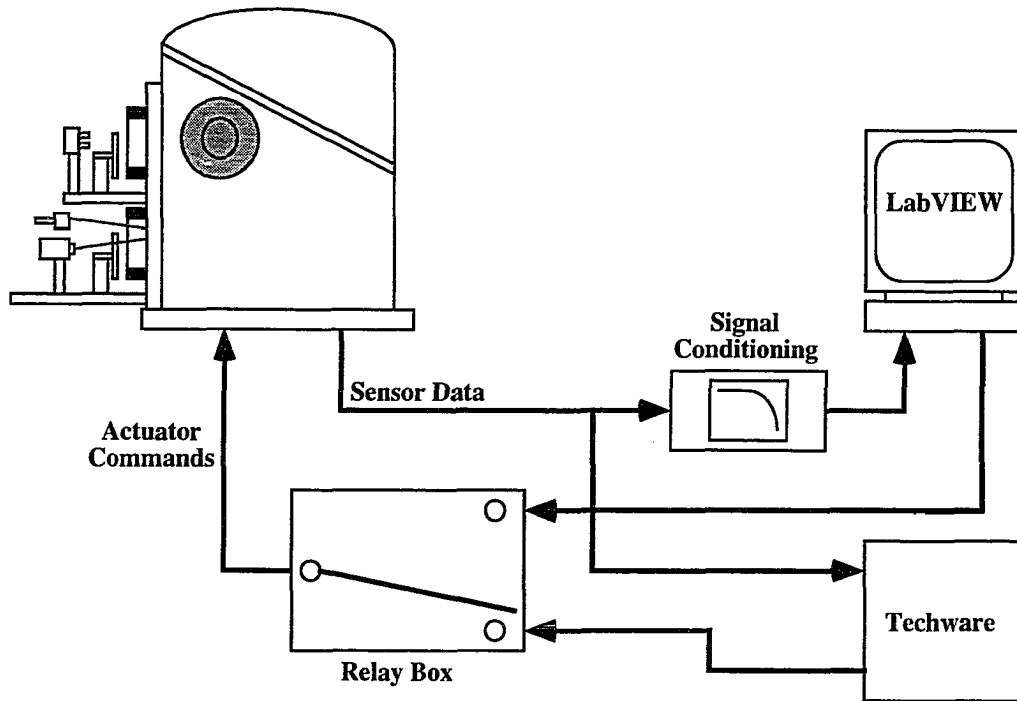 LabVIEW
Signal
Conditioning
Sensor Data
Actuator
Commands
Techware
Relay Box